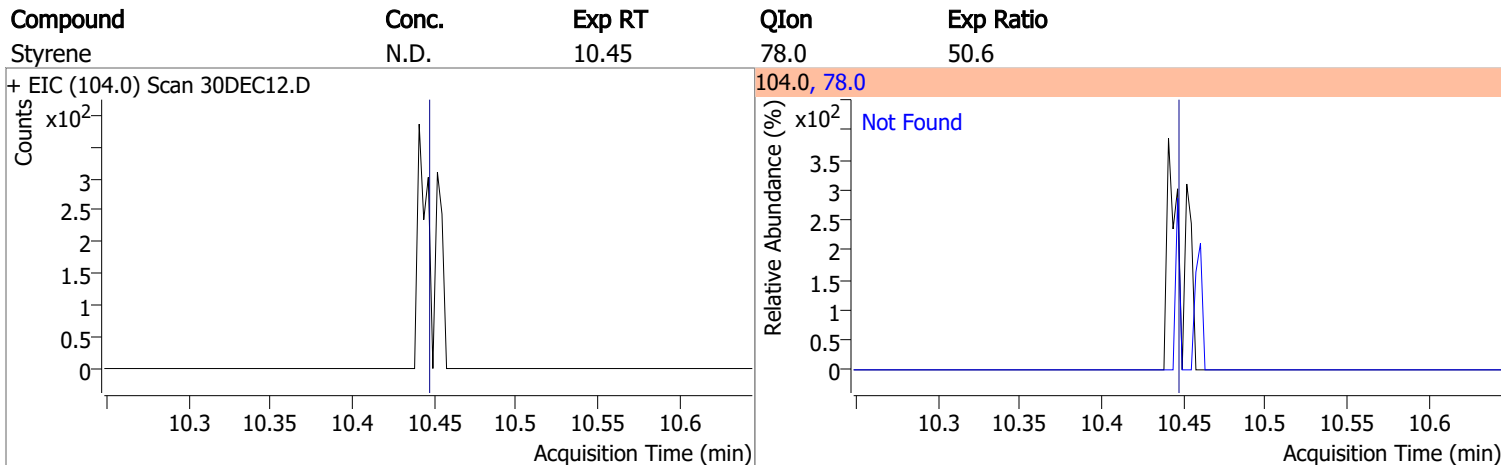 Compound Conc. Exp RT QIon Exp Ratio
Styrene N.D. 10.45 78.0 50.6
+ EIC (104.0) Scan 30DEC12.D
Counts
x10²
3
2.5
2
1.5
1
0.5
0
10.3 10.35 10.4 10.45 10.5 10.55 10.6
Acquisition Time (min)
104.0, 78.0
Relative Abundance (%)
x10²
Not Found
3.5
3
2.5
2
1.5
1
0.5
0
10.3 10.35 10.4 10.45 10.5 10.55 10.6
Acquisition Time (min)